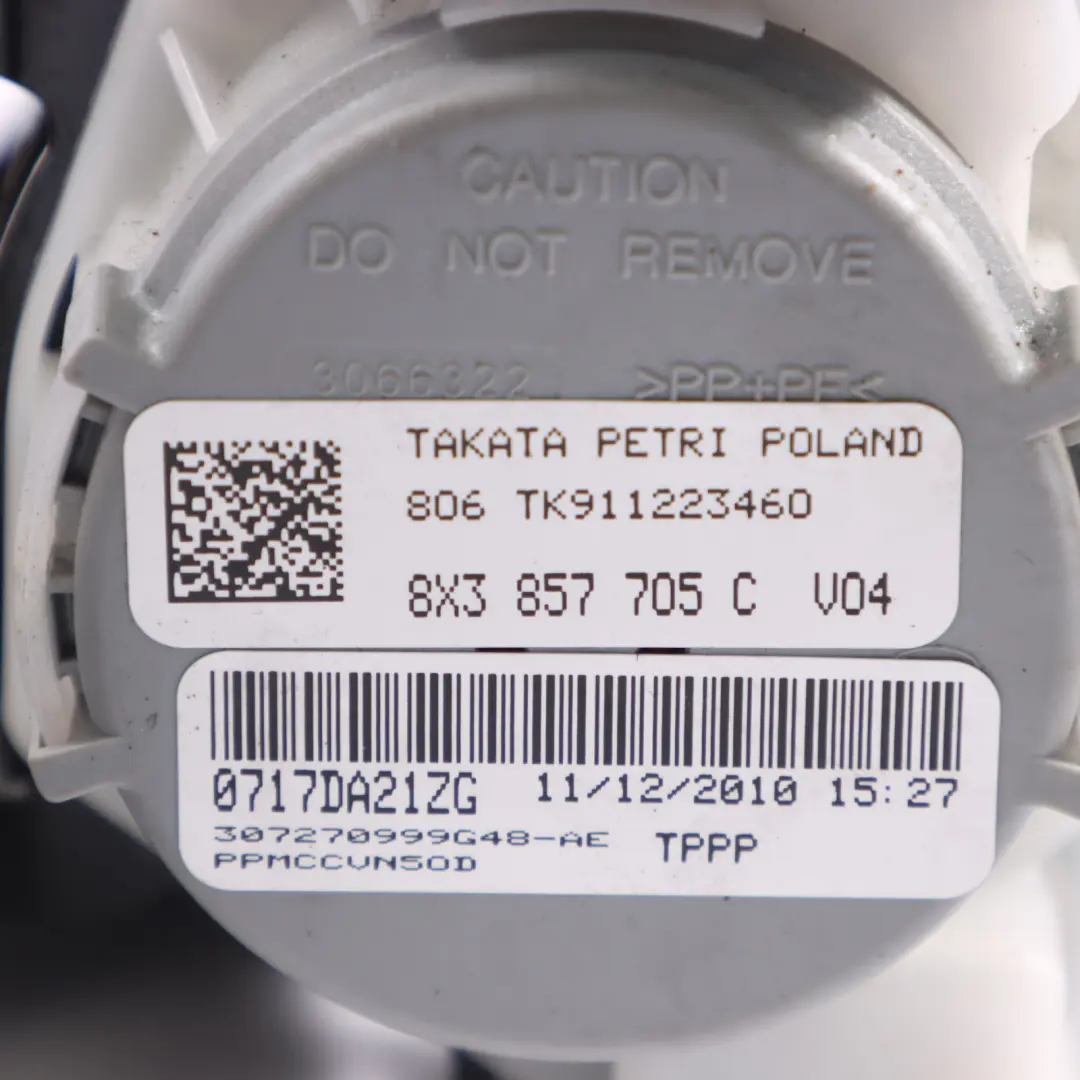 CAUTION
DO NOT REMOVE
3066322 >PP+PE<
TAKATA PETRI POLAND
806 TK911223460
8X3 857 705 C V04
0717DA21ZG 11/12/2010 15:27
307270999G48-AE TPPP
PPMCCVN50D